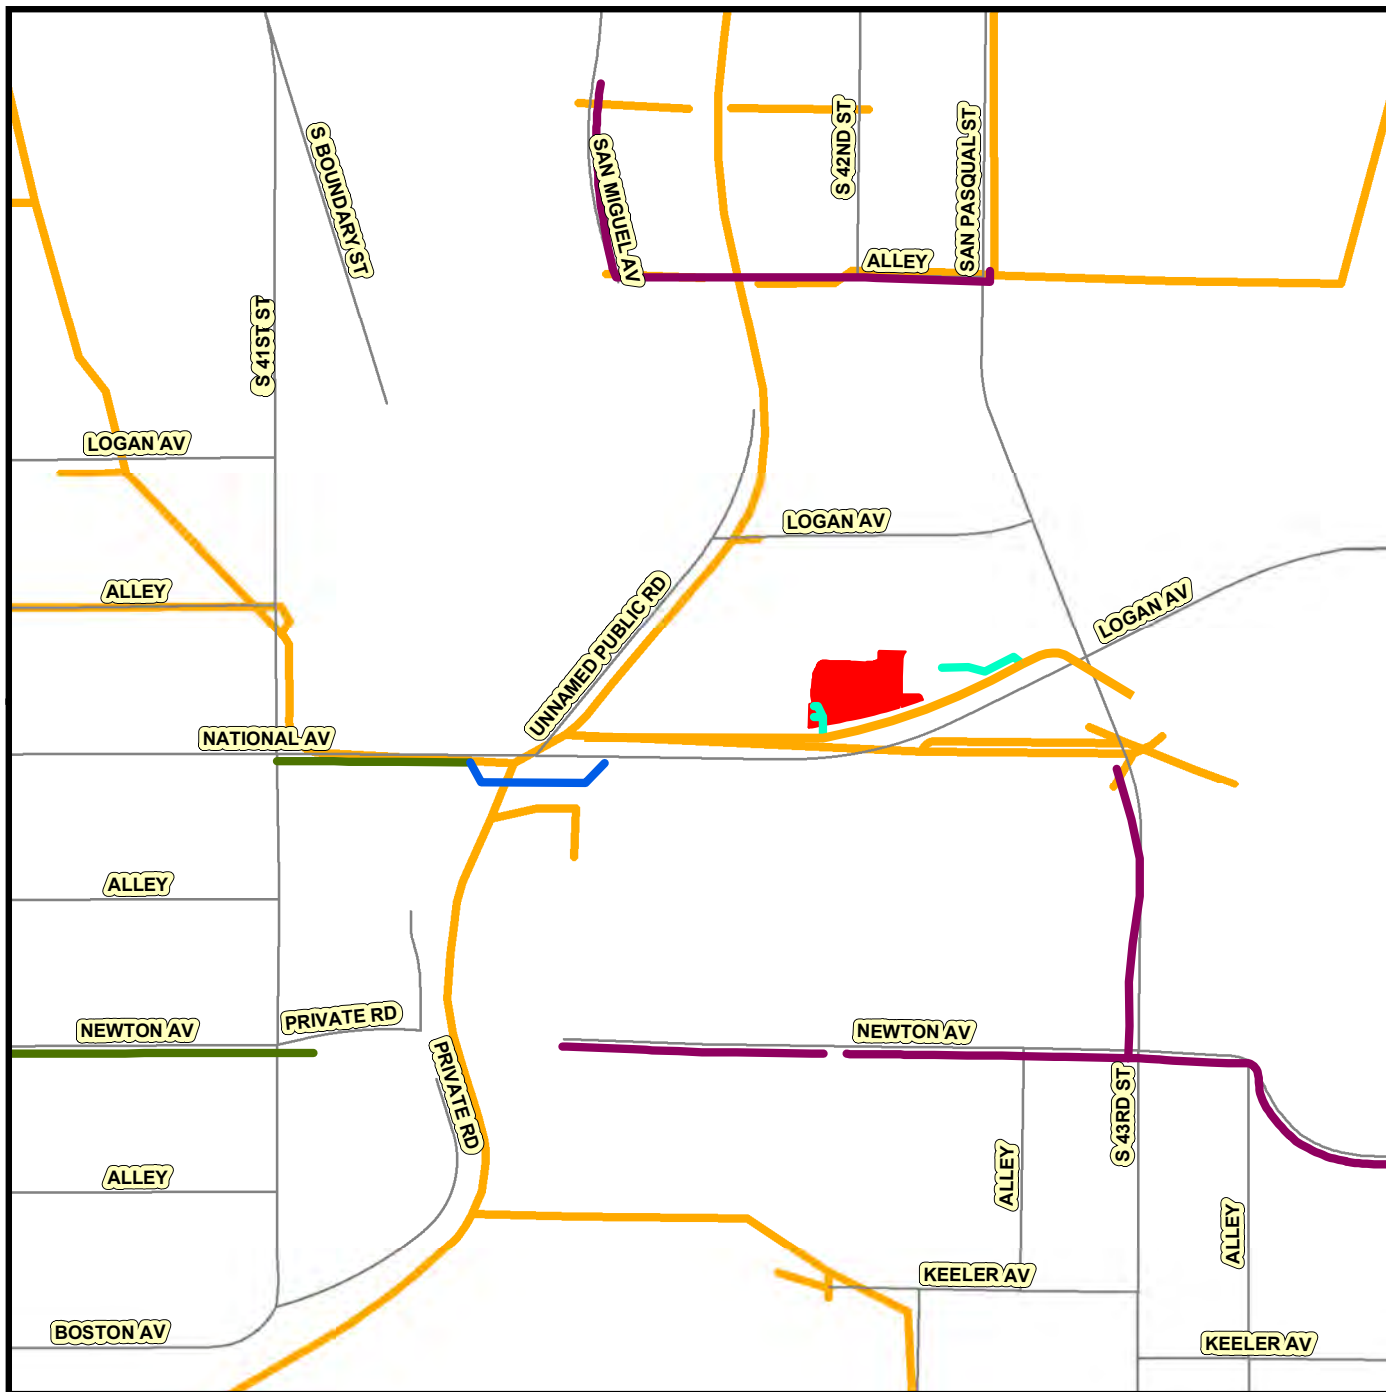 S 42ND ST
SAN PASQUAL ST
S BOUNDARY ST
SAN MIGUEL AV
ALLEY
S 41ST ST
LOGAN AV
LOGAN AV
ALLEY
UNNAMED PUBLIC RD
LOGAN AV
NATIONAL AV
ALLEY
PRIVATE RD
NEWTON AV
NEWTON AV
PRIVATE RD
S 43RD ST
ALLEY
ALLEY
ALLEY
KEELER AV
BOSTON AV
KEELER AV